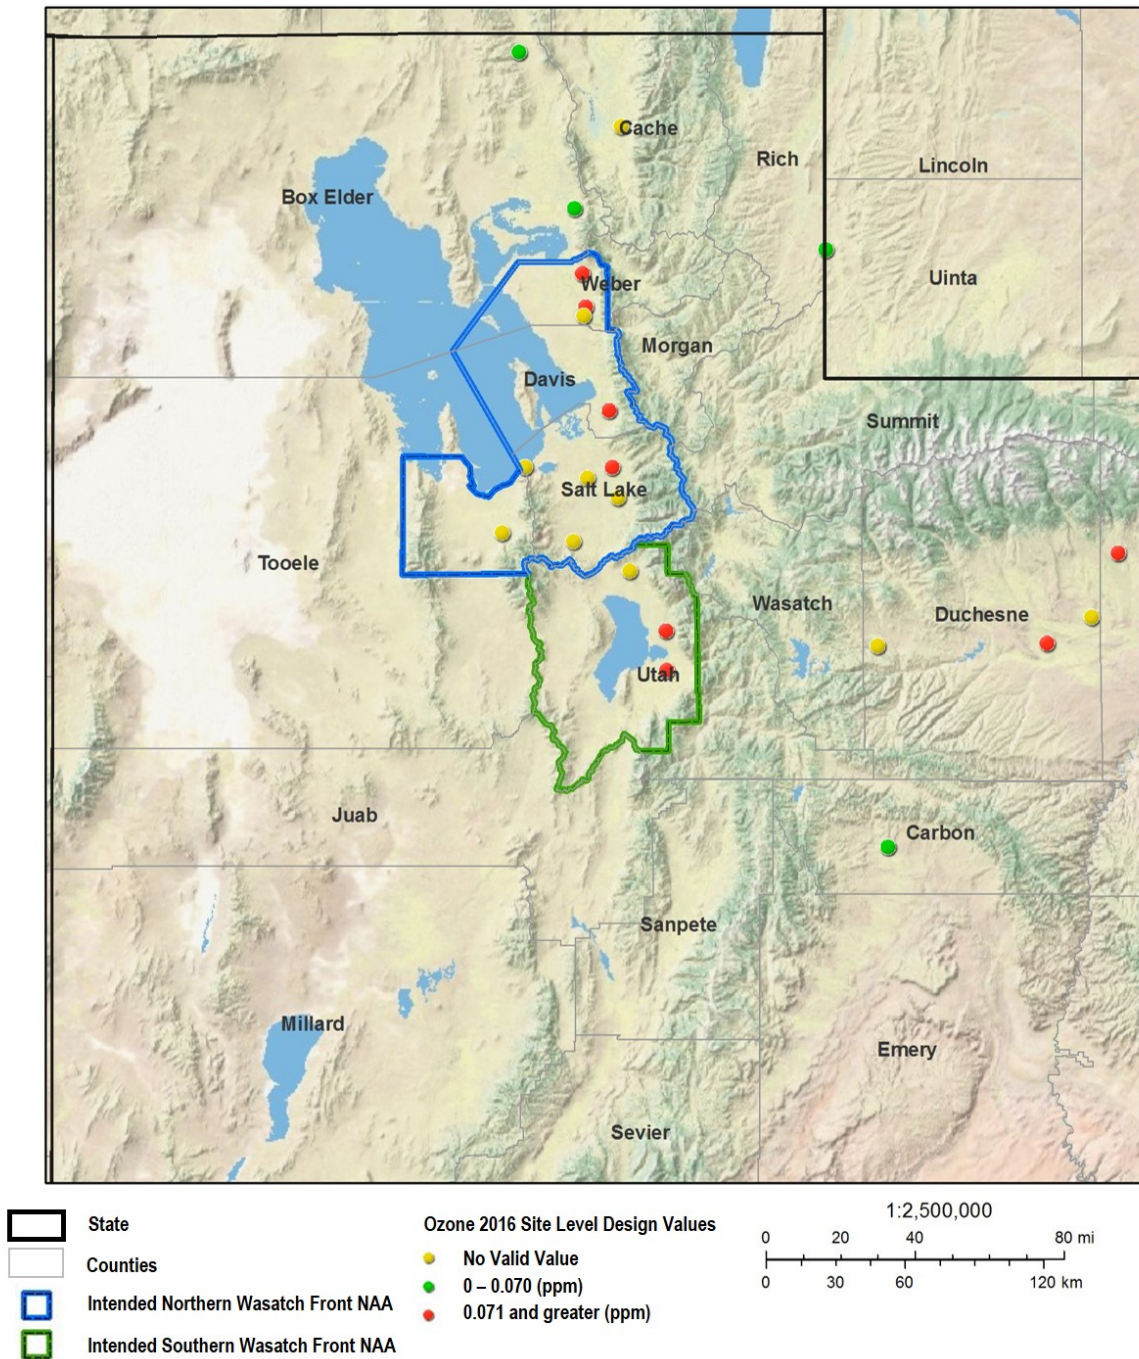 Cache
Rich
Lincoln
Box Elder
Uinta
Weber
Morgan
Davis
Summit
Salt Lake
Tooele
Wasatch
Duchesne
Utah
Juab
Carbon
Sanpete
Millard
Emery
Sevier
State
Counties
Intended Northern Wasatch Front NAA
Intended Southern Wasatch Front NAA
Ozone 2016 Site Level Design Values
No Valid Value
0 – 0.070 (ppm)
0.071 and greater (ppm)
1:2,500,000
0 20 40 80 mi
0 30 60 120 km